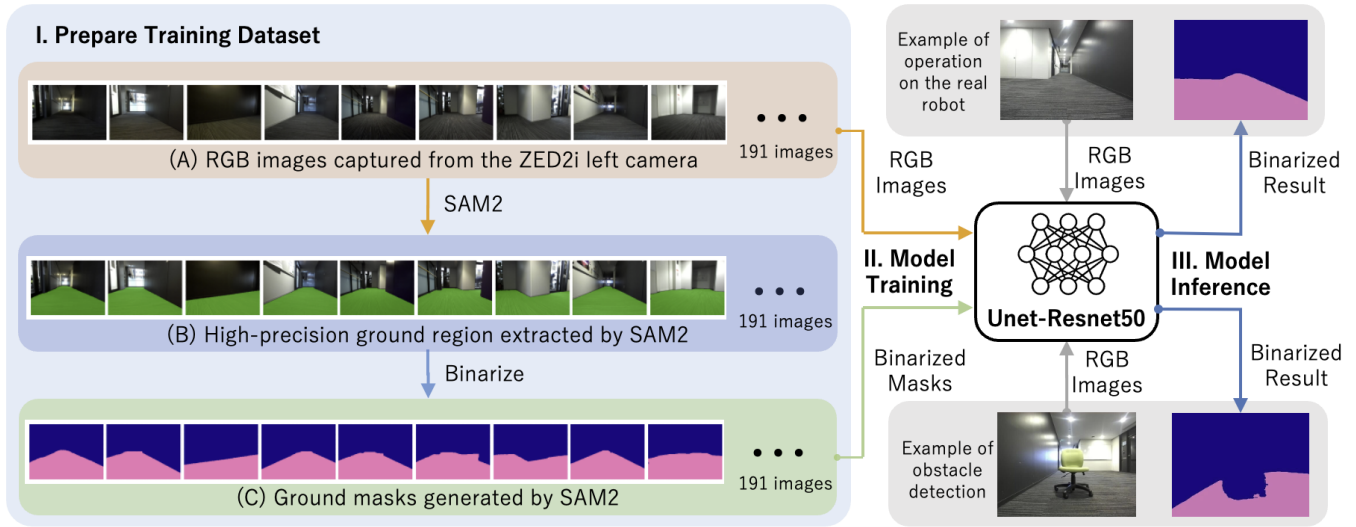 I. Prepare Training Dataset
191 images
(A) RGB images captured from the ZED2i left camera
SAM2
191 images
(B) High-precision ground region extracted by SAM2
Binarize
191 images
(C) Ground masks generated by SAM2
RGB
Images
II. Model
Training
Binarized
Masks
Example of
operation
on the real
robot
RGB
Images
Binarized
Result
Unet-Resnet50
III. Model
Inference
RGB
Images
Binarized
Result
Example of
obstacle
detection